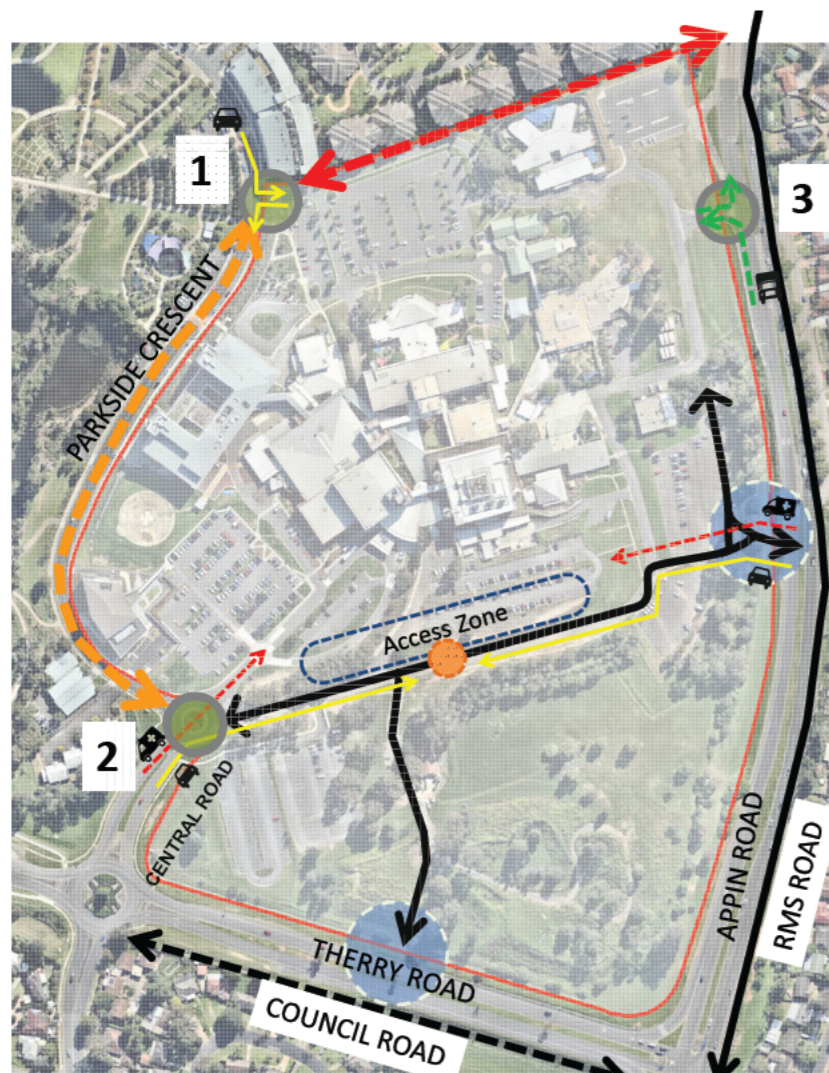 1
3
PARKSIDE CRESCENT
Access Zone
2
CENTRAL ROAD
APPIN ROAD
RMS ROAD
THERRY ROAD
COUNCIL ROAD